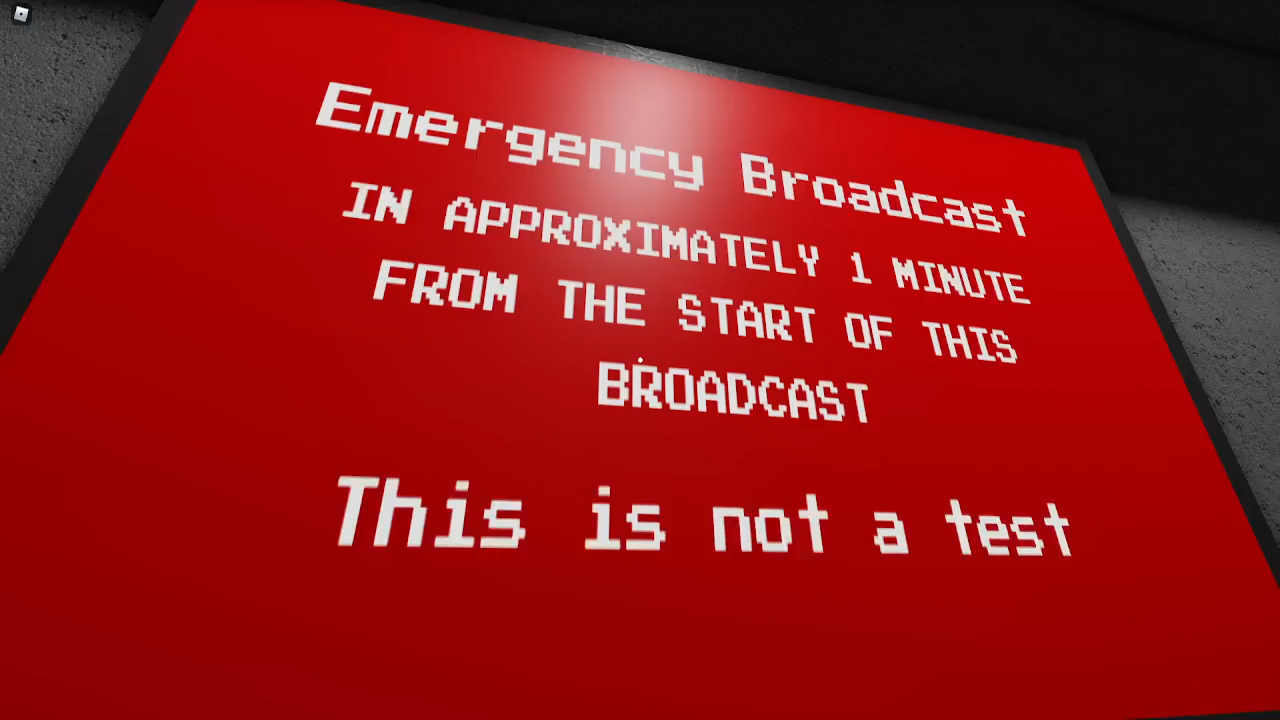 Emergency Broadcast
IN APPROXIMATELY 1 MINUTE
FROM THE START OF THIS
BROADCAST
This is not a test